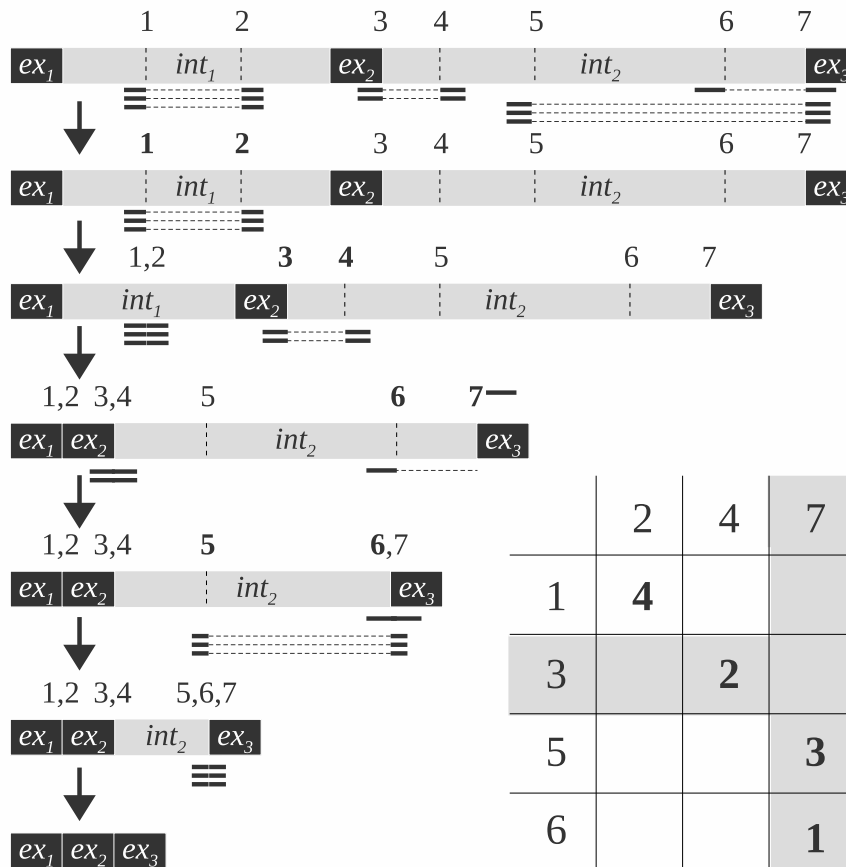 1 2 3 4 5 6 7
ex1 int1 ex2 int2 ex3
1 2 3 4 5 6 7
ex1 int1 ex2 int2 ex3
1,2 3 4 5 6 7
ex1 int1 ex2 int2 ex3
1,2 3,4 5 6 7
ex1 ex2 int2 ex3
1,2 3,4 5 6,7
ex1 ex2 int2 ex3
1,2 3,4 5,6,7
ex1 ex2 int2 ex3
ex1 ex2 ex3
2 4 7
1 4
3 2
5 3
6 1